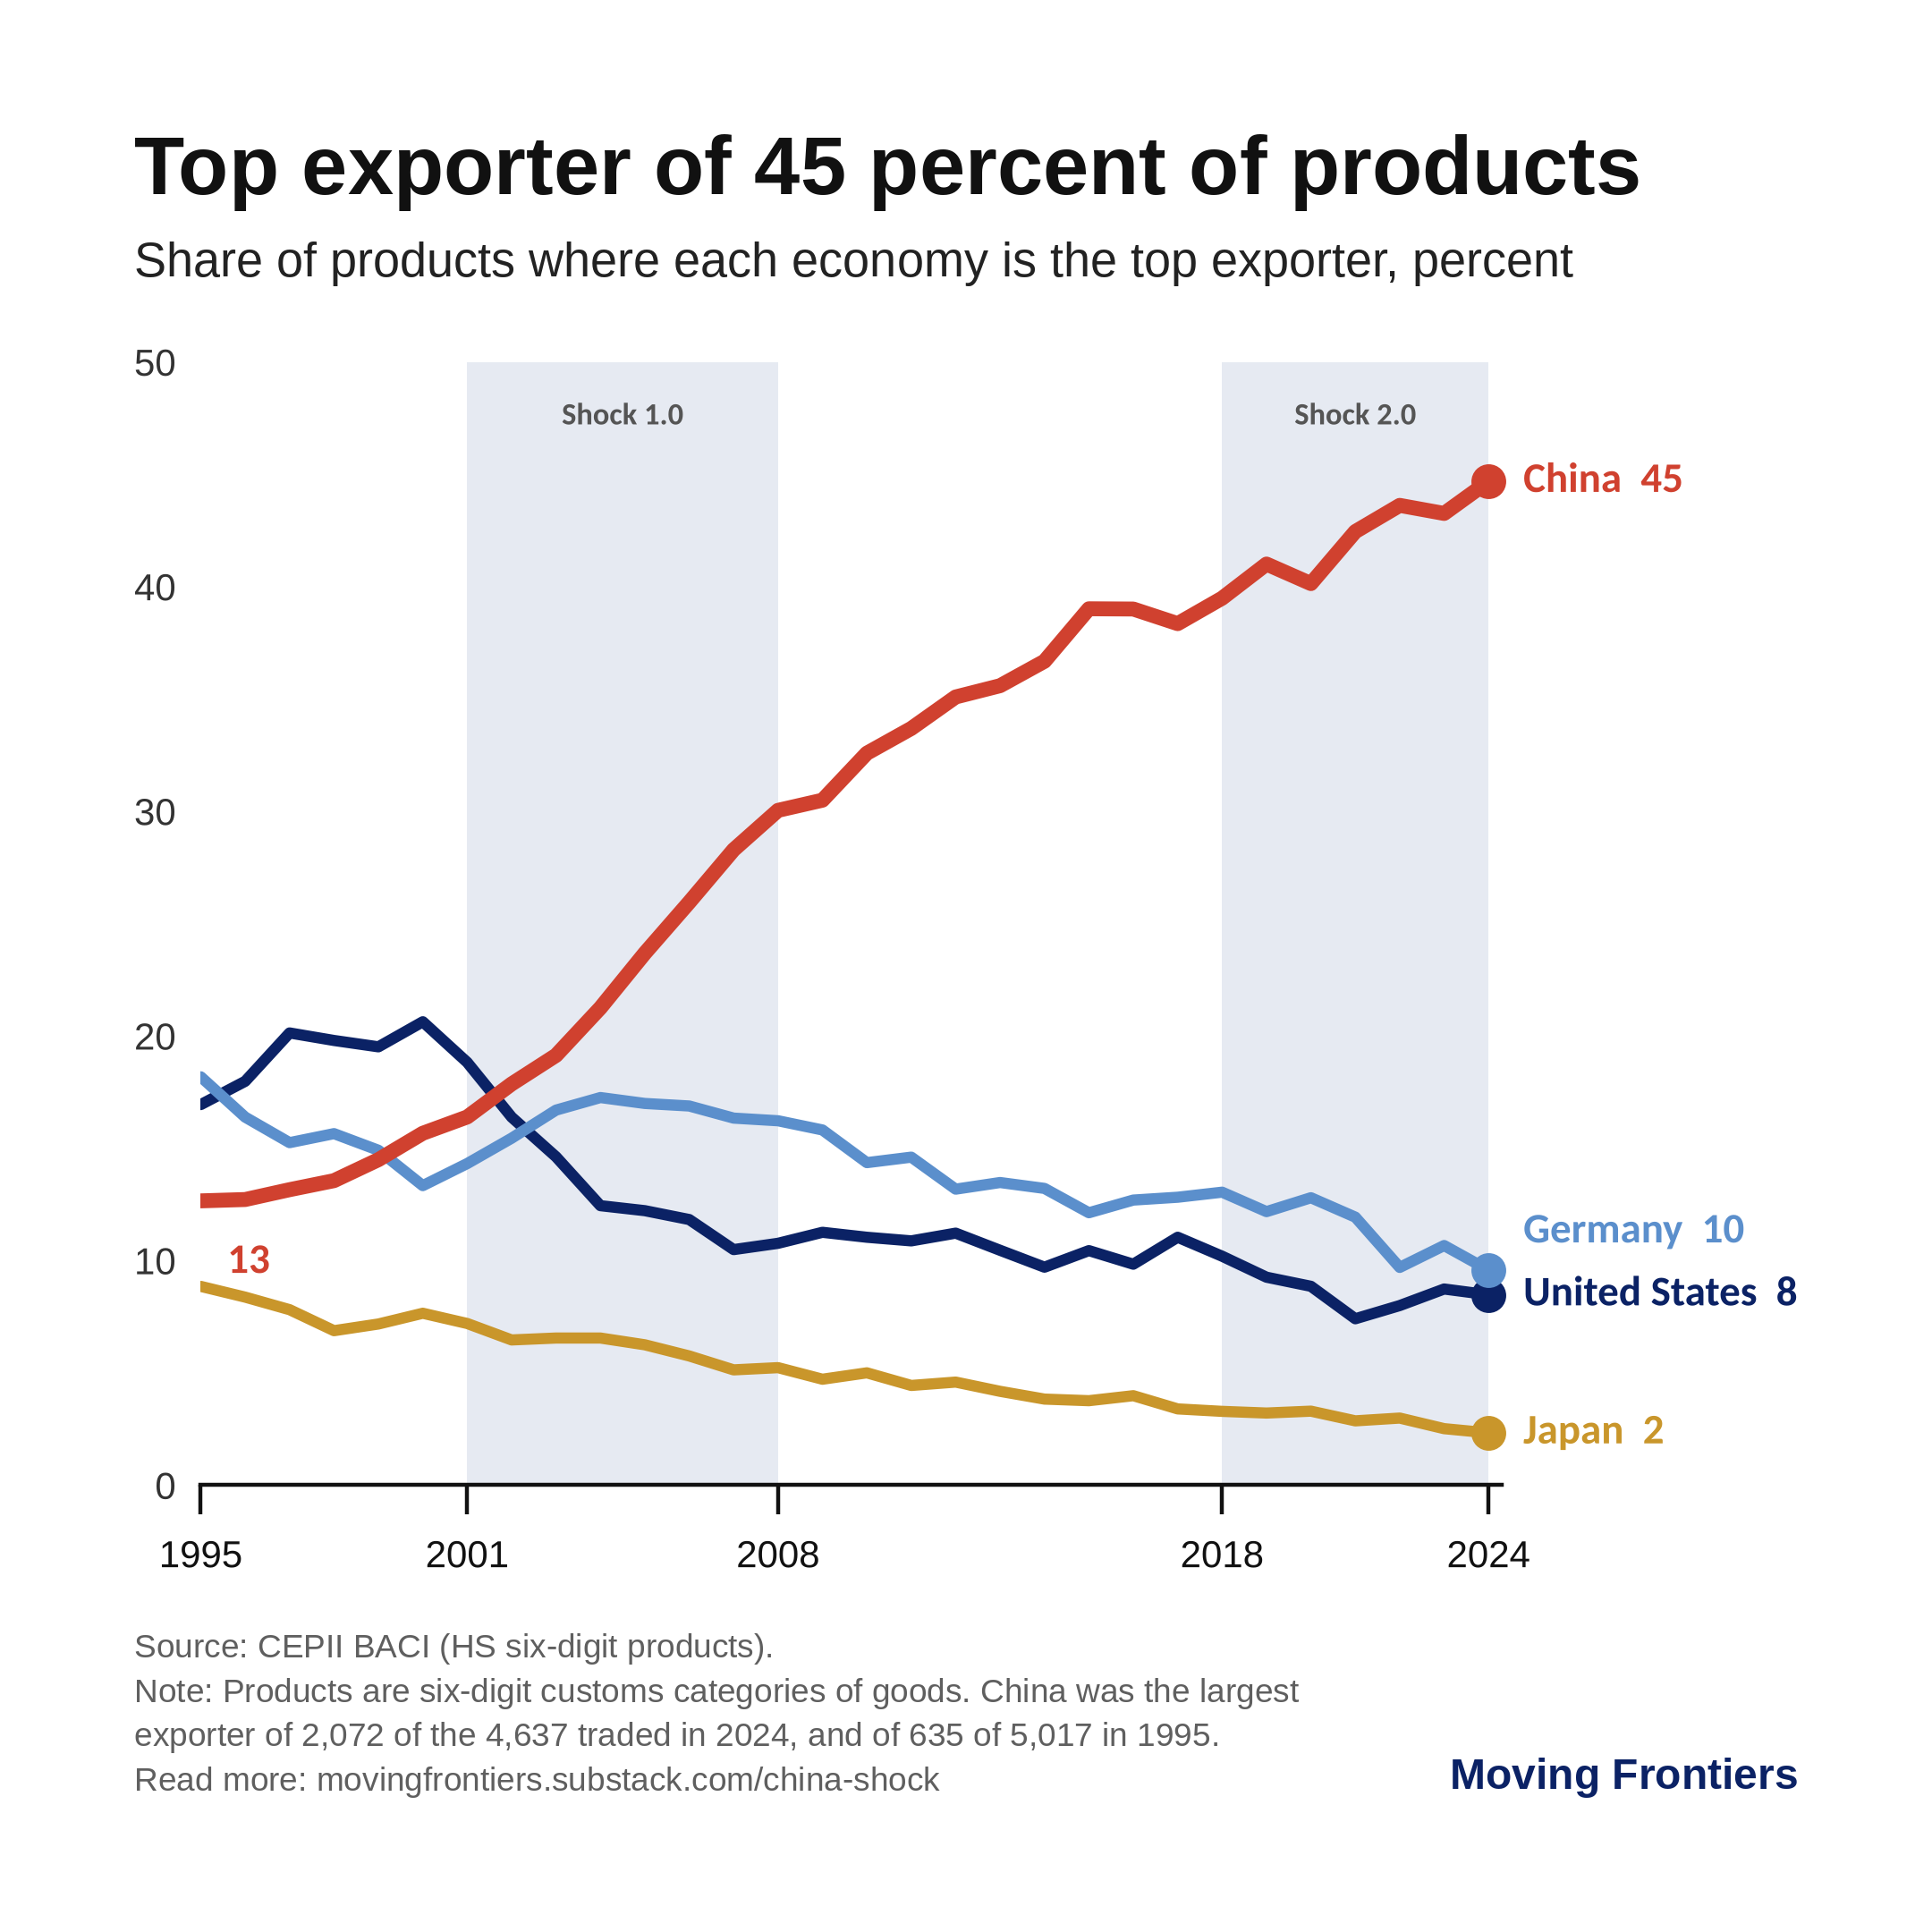 Top exporter of 45 percent of products
Share of products where each economy is the top exporter, percent
50
Shock 1.0
Shock 2.0
China 45
40
30
20
Germany 10
10
13
United States 8
Japan 2
0
1995
2001
2008
2018
2024
Source: CEPII BACI (HS six-digit products).
Note: Products are six-digit customs categories of goods. China was the largest
exporter of 2,072 of the 4,637 traded in 2024, and of 635 of 5,017 in 1995.
Read more: movingfrontiers.substack.com/china-shock
Moving Frontiers